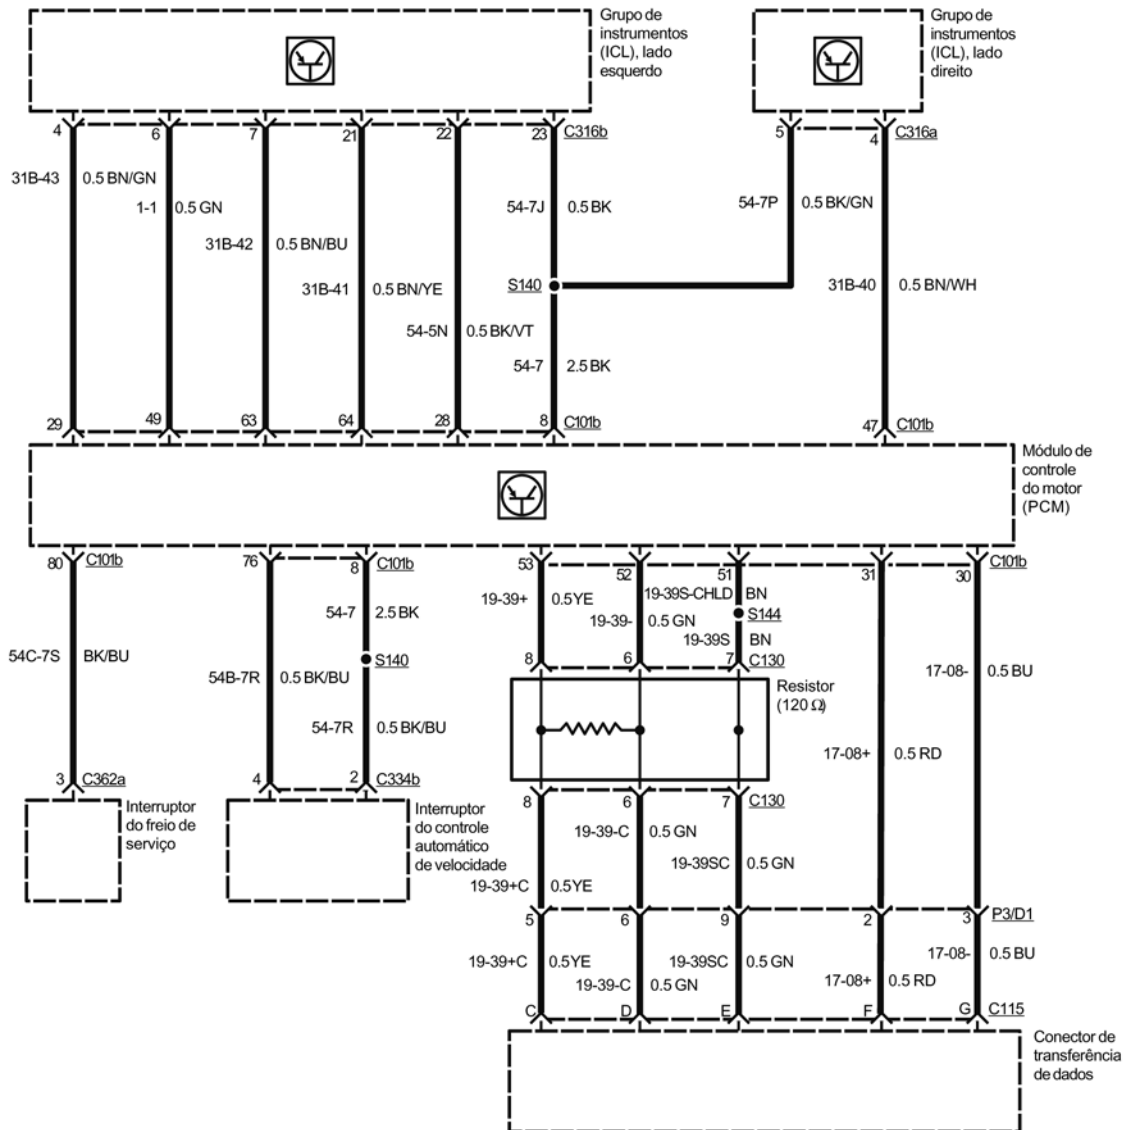 Grupo de
instrumentos
(ICL), lado
esquerdo
Grupo de
instrumentos
(ICL), lado
direito
4 6 7 21 22 23 C316b
5 4 C316a
31B-43 0.5 BN/GN
1-1 0.5 GN
31B-42 0.5 BN/BU
31B-41 0.5 BN/YE
54-5N 0.5 BK/VT
54-7J 0.5 BK
S140
54-7 2.5 BK
54-7P 0.5 BK/GN
31B-40 0.5 BN/WH
29 49 63 64 28 8 C101b
47 C101b
Módulo de
controle
do motor
(PCM)
80 C101b
76 8 C101b
53 52 51 31 30 C101b
54C-7S BK/BU
54B-7R 0.5 BK/BU
54-7 2.5 BK
S140
54-7R 0.5 BK/BU
19-39+ 0.5 YE
19-39- 0.5 GN
19-39S-CHLD BN
S144
19-39S BN
17-08+ 0.5 RD
17-08- 0.5 BU
8 6 7 C130
Resistor
(120 Ω)
3 C362a
4 2 C334b
Interruptor
do freio de
serviço
Interruptor
do controle
automático
de velocidade
8 6 7 C130
19-39-C 0.5 GN
19-39SC 0.5 GN
19-39+C 0.5 YE
5 6 9 2 3 P3/D1
19-39+C 0.5 YE
19-39-C 0.5 GN
19-39SC 0.5 GN
17-08+ 0.5 RD
17-08- 0.5 BU
C D E F G C115
Conector de
transferência
de dados